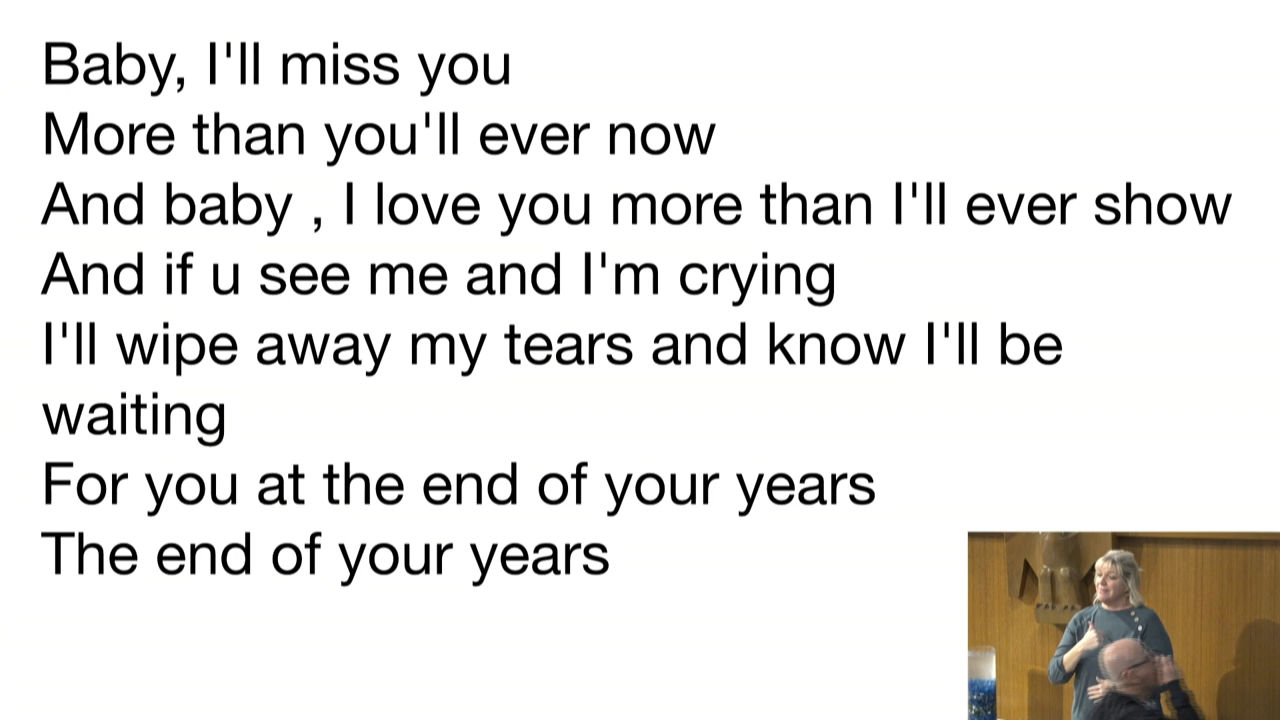 Baby, I'll miss you
More than you'll ever now
And baby , I love you more than I'll ever show
And if u see me and I'm crying
I'll wipe away my tears and know I'll be
waiting
For you at the end of your years
The end of your years